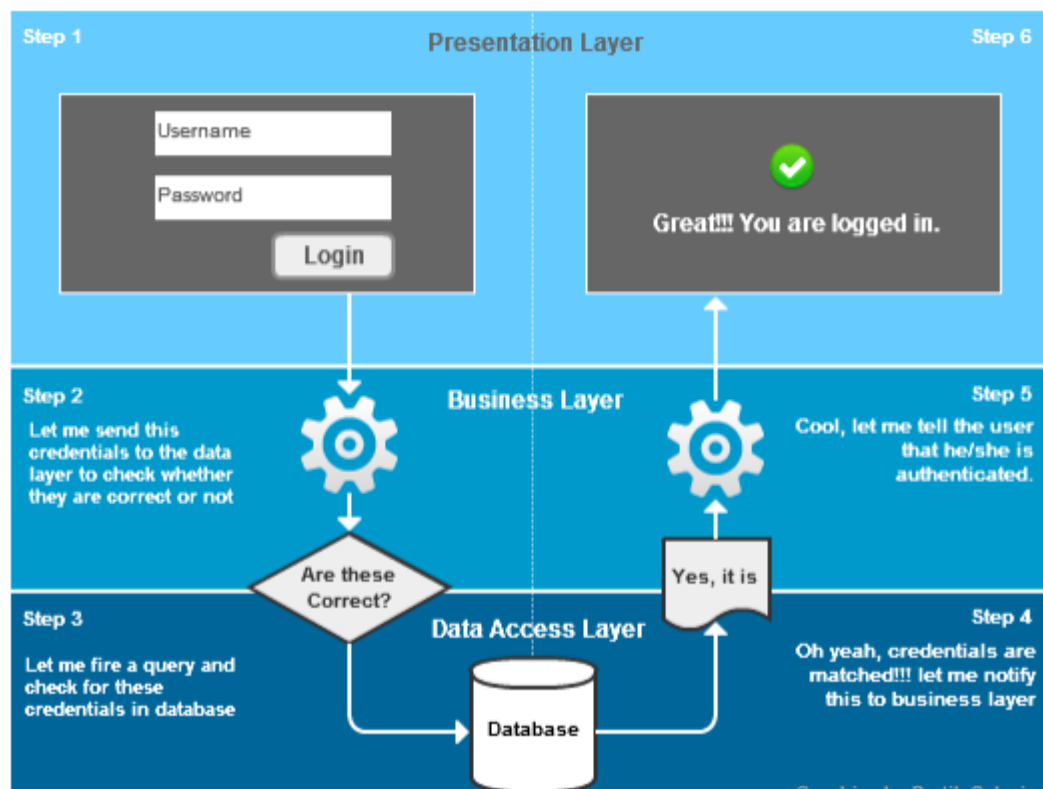 Step 1
Presentation Layer
Step 6
Username
Password
Login
Great!!! You are logged in.
Step 2
Let me send this
credentials to the data
layer to check whether
they are correct or not
Business Layer
Step 5
Cool, let me tell the user
that he/she is
authenticated.
Are these
Correct?
Yes, it is
Step 3
Let me fire a query and
check for these
credentials in database
Data Access Layer
Database
Step 4
Oh yeah, credentials are
matched!!! let me notify
this to business layer